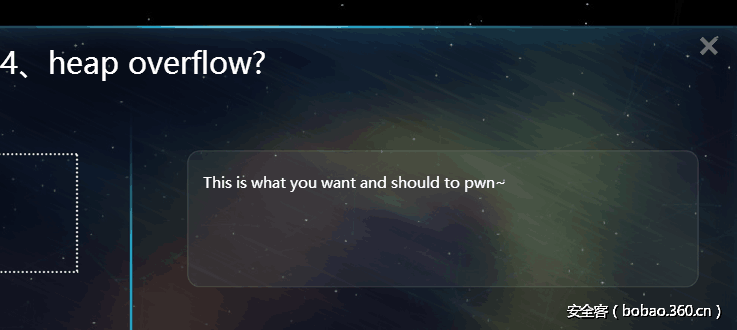 4、heap overflow?
This is what you want and should to pwn~
安全客（bobao.360.cn）